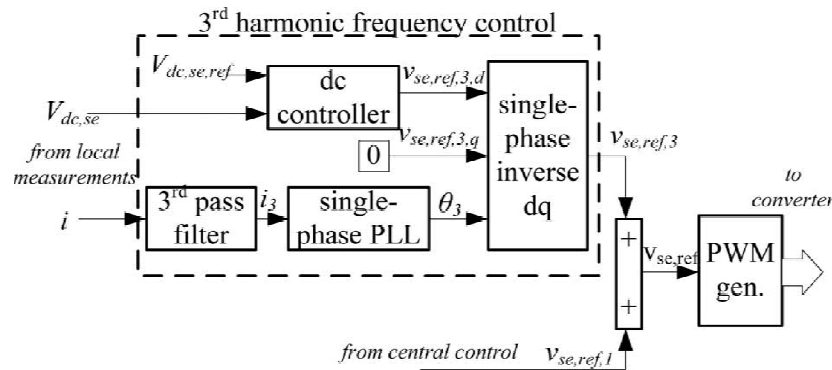 3rd harmonic frequency control
Vdc,se,ref
dc
controller
vse,ref,3,d
single-
phase
inverse
dq
Vdc,se
from local
measurements
0
vse,ref,3,q
vse,ref,3
i
3rd pass
filter
i3
single-
phase PLL
θ3
to
converter
+
+
vse,ref
PWM
gen.
from central control
vse,ref,1